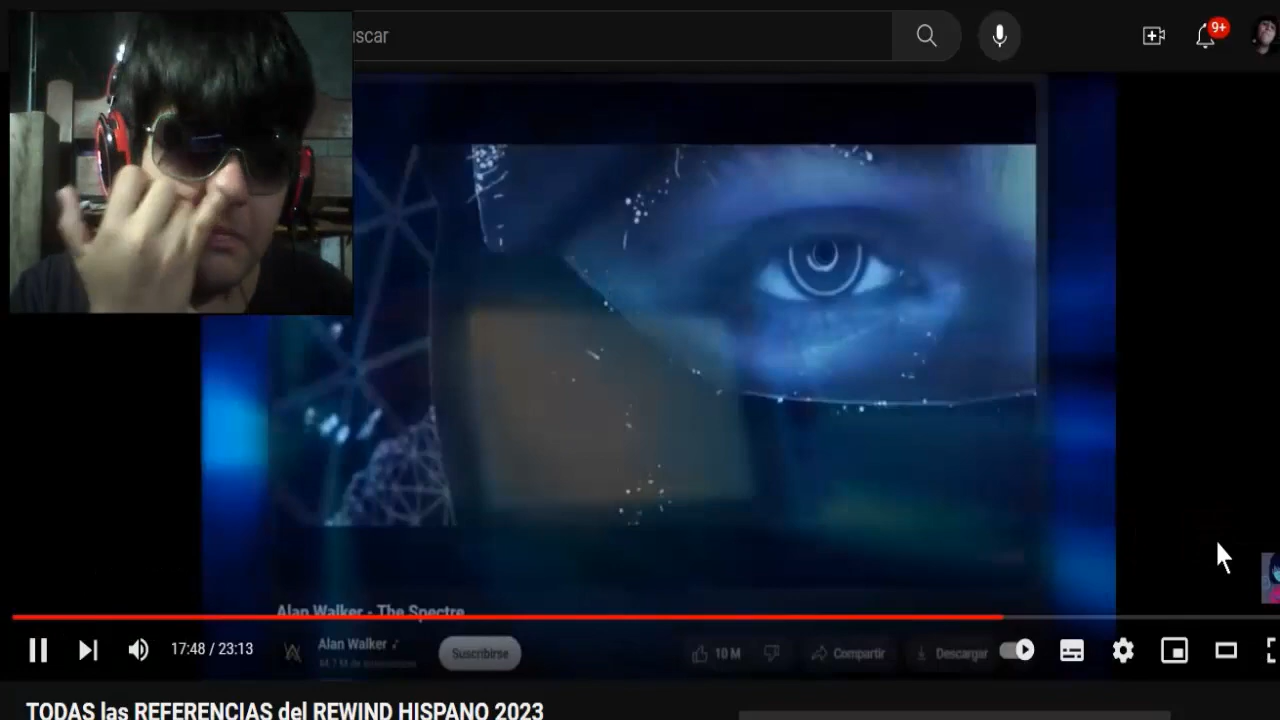 uscar
9+
Alan Walker - The Spectre
17:48 / 23:13
Alan Walker
Suscribirse
10 M
Compartir
Descargar
TODAS las REFERENCIAS del REWIND HISPANO 2023